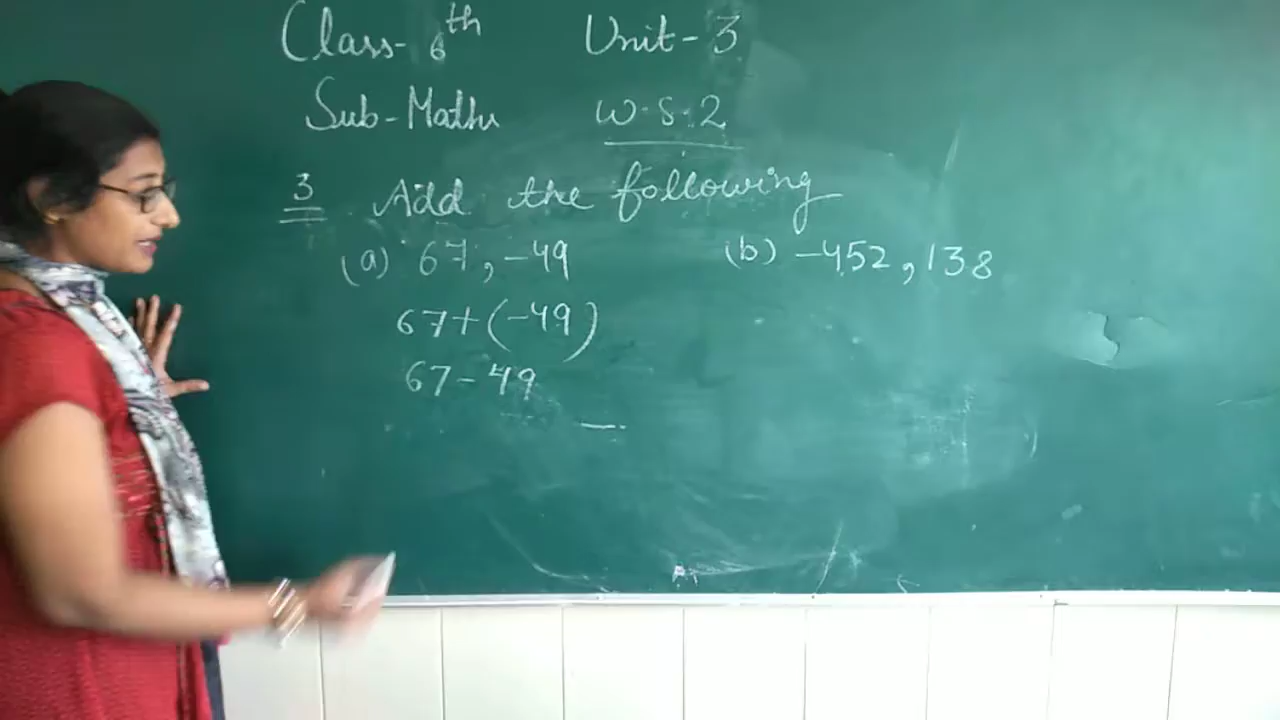 Class- 6th Unit- 3
Sub- Maths W.S.2
3 Add the following
(a) 67, -49 (b) -452, 138
67+(-49)
67-49